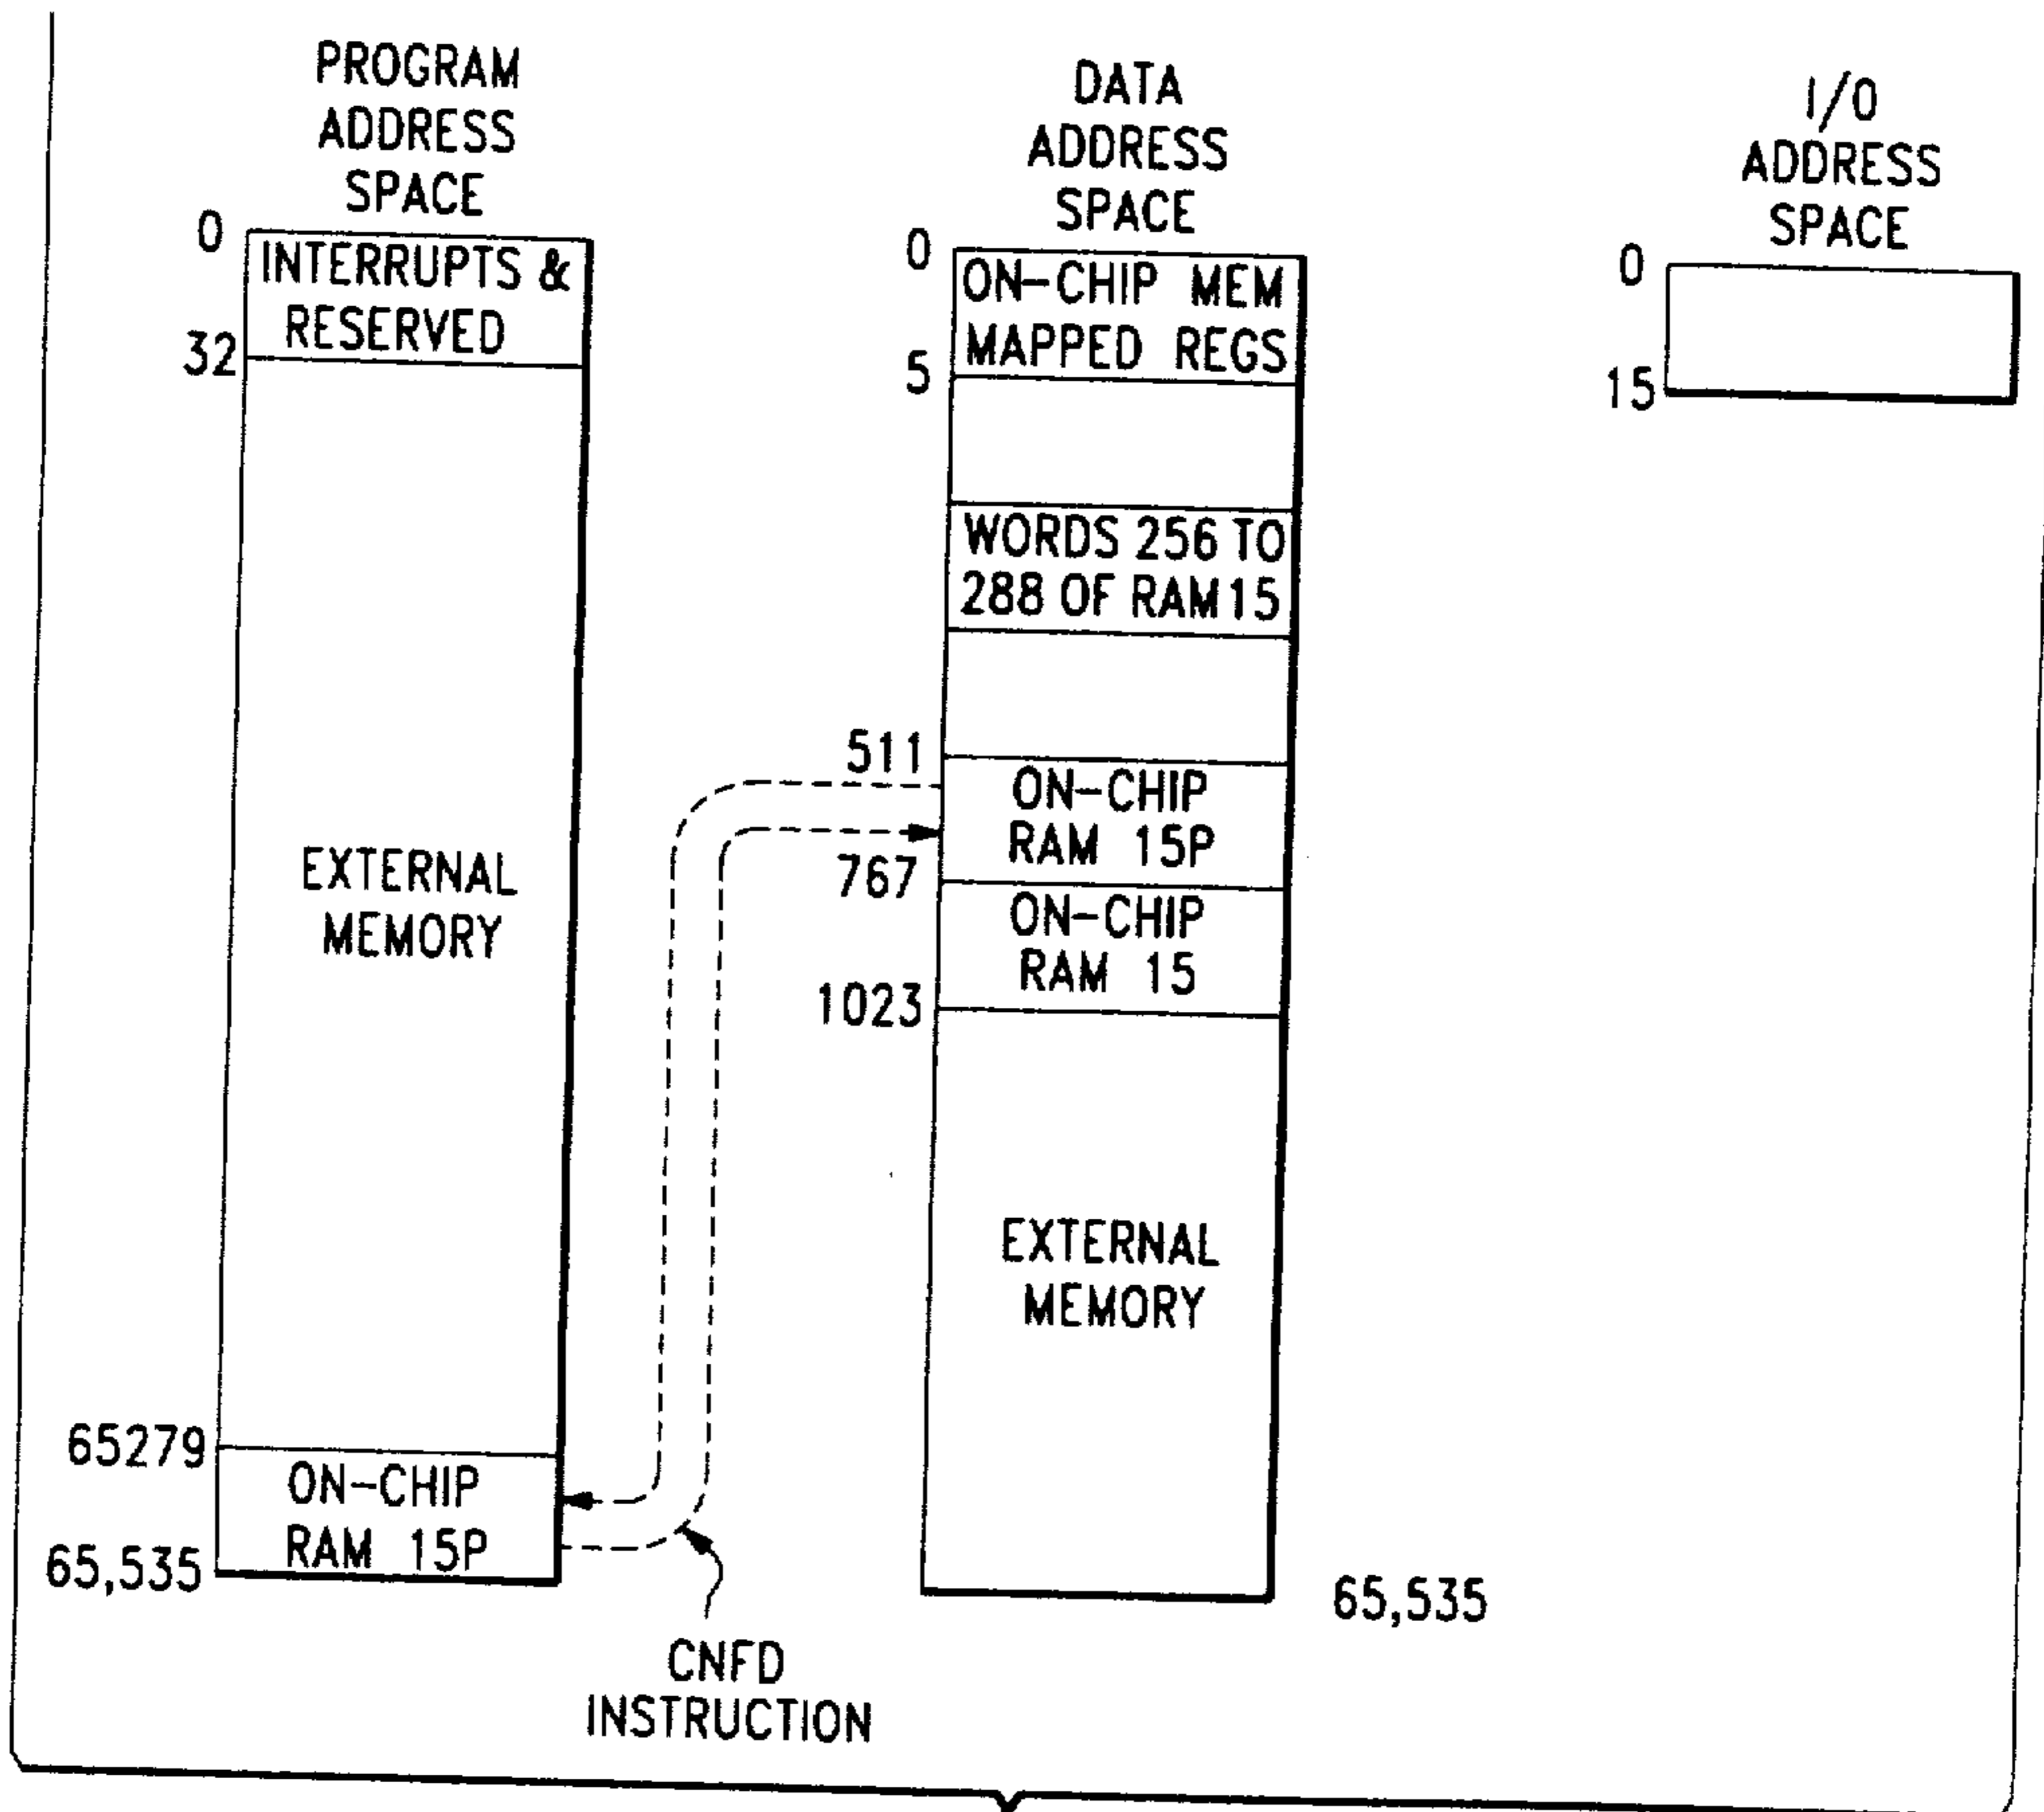 PROGRAM
ADDRESS
SPACE
0
INTERRUPTS &
RESERVED
32
EXTERNAL
MEMORY
65279
ON-CHIP
RAM 15P
65,535
DATA
ADDRESS
SPACE
0
ON-CHIP MEM
MAPPED REGS
5
WORDS 256 TO
288 OF RAM15
511
ON-CHIP
RAM 15P
767
ON-CHIP
RAM 15
1023
EXTERNAL
MEMORY
65,535
CNFD
INSTRUCTION
I/O
ADDRESS
SPACE
0
15